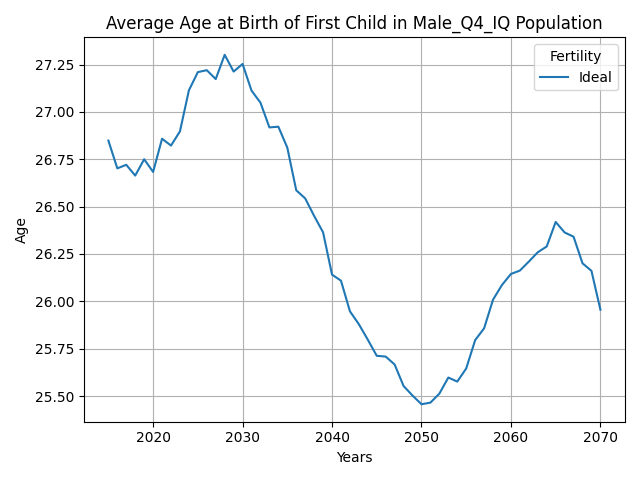 Average Age at Birth of First Child in Male_Q4_IQ Population
Fertility
Ideal
27.25
27.00
26.75
26.50
26.25
26.00
25.75
25.50
Age
2020 2030 2040 2050 2060 2070
Years